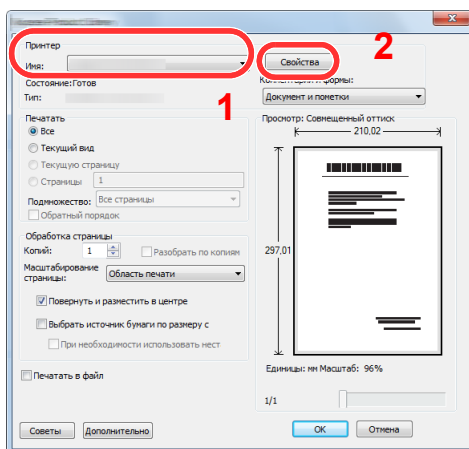 Принтер
2
Имя:
Свойства
Состояние:Готов
Комментарии и формы:
Тип:
1
Документ и пометки
Печатать
Просмотр: Совмещенный оттиск
Все
210,02
Текущий вид
Текущую страницу
Страницы 1
Подмножество: Все страницы
Обратный порядок
Обработка страницы
Копий: 1 Разобрать по копиям
297,01
Масштабирование страницы: Область печати
Повернуть и разместить в центре
Выбрать источник бумаги по размеру с
При необходимости использовать нест
Единицы: мм Масштаб: 96%
Печатать в файл
1/1
Советы Дополнительно OK Отмена